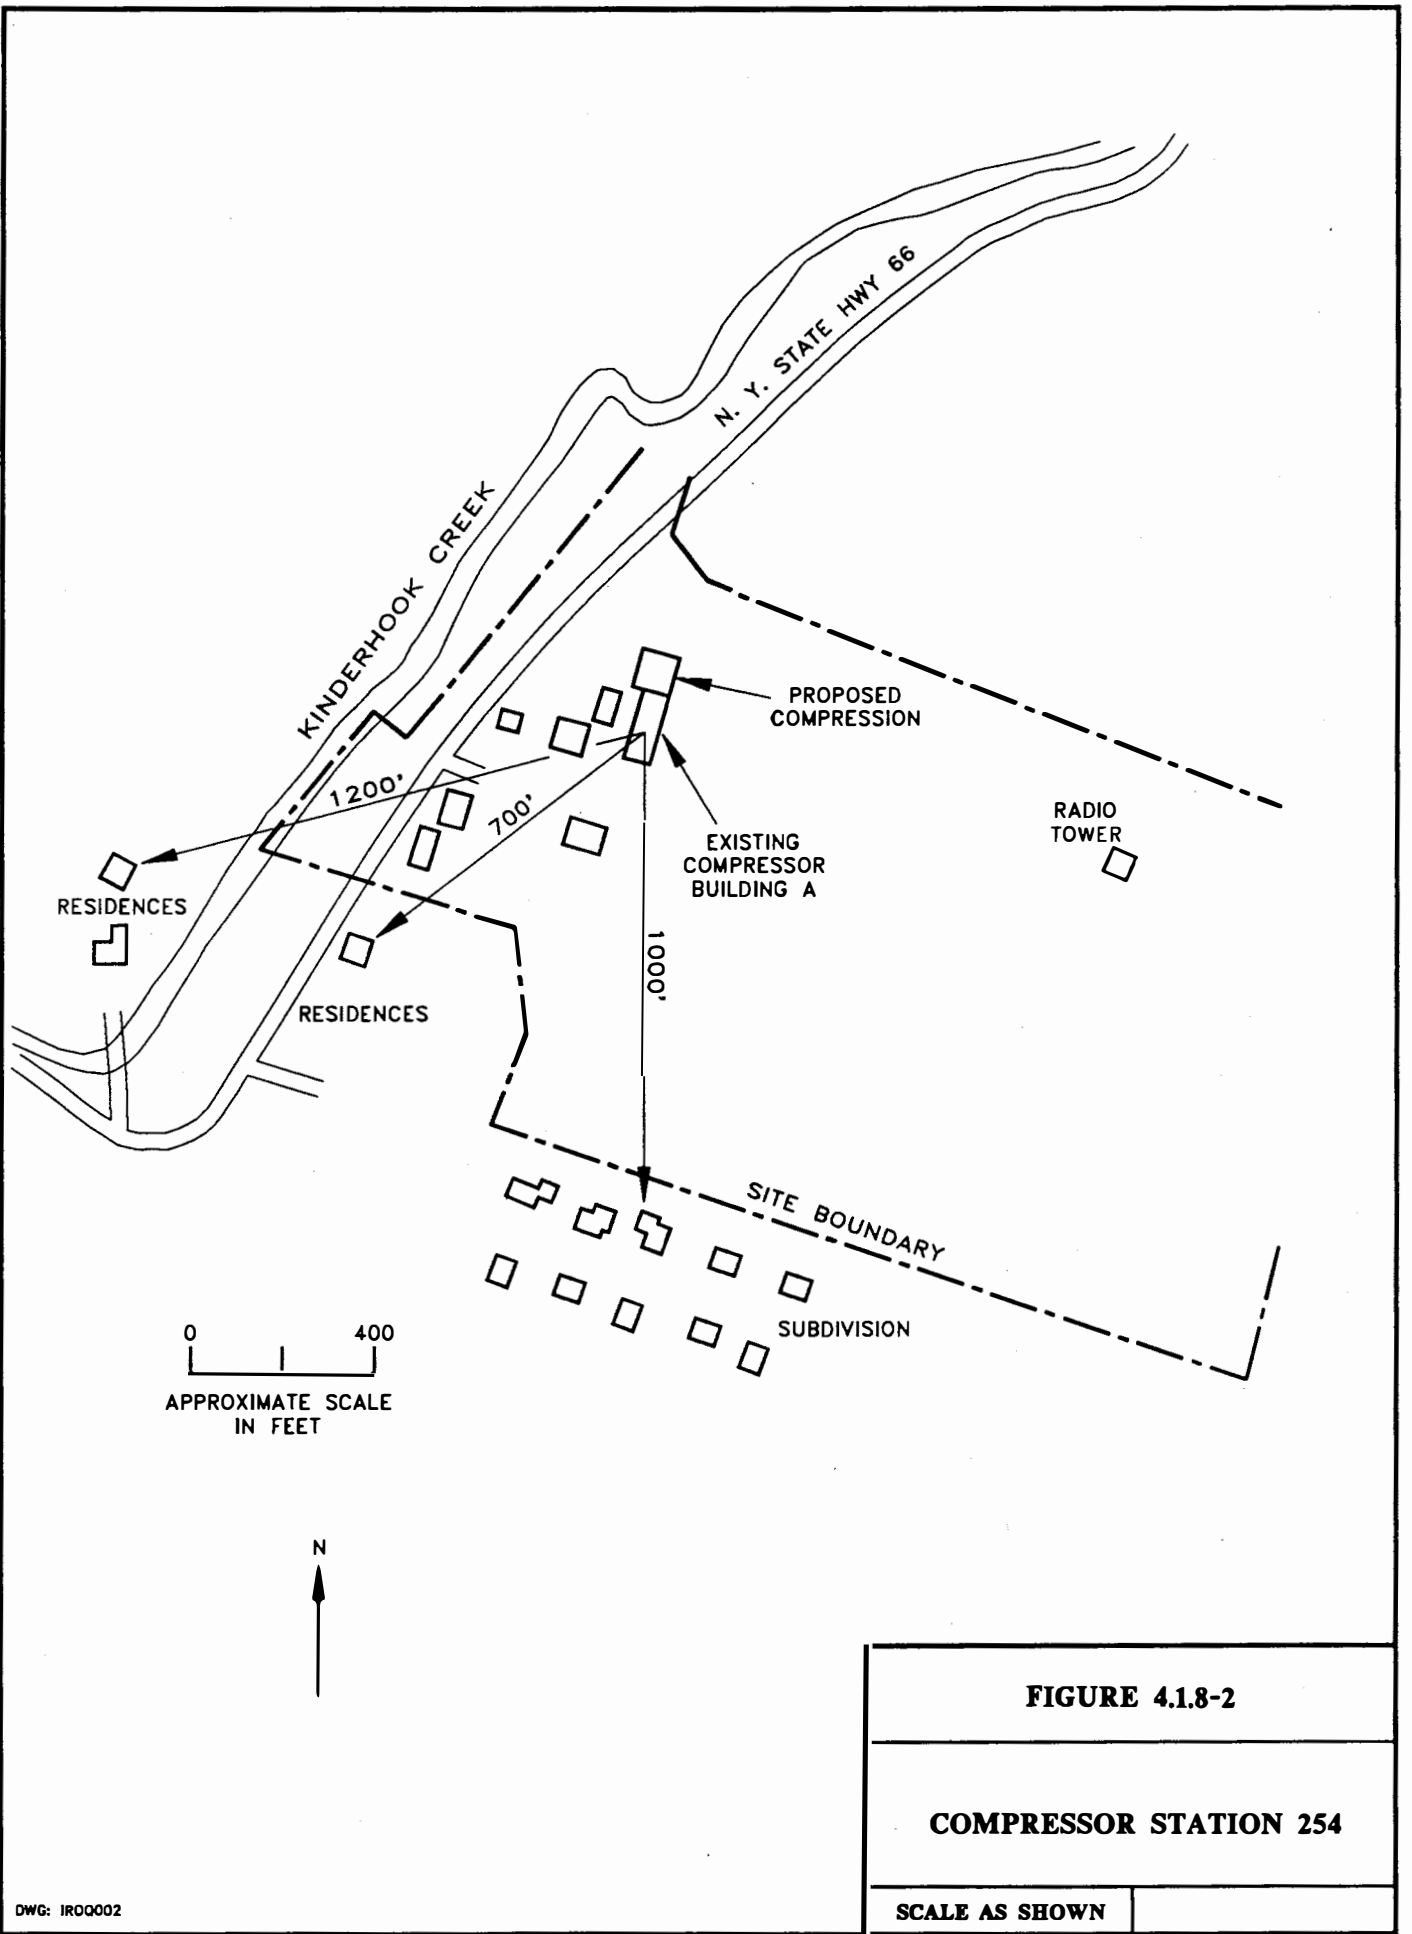 N. Y. STATE HWY 66
KINDERHOOK CREEK
PROPOSED
COMPRESSION
1200'
700'
RADIO
TOWER
EXISTING
COMPRESSOR
BUILDING A
RESIDENCES
1000'
RESIDENCES
SITE BOUNDARY
SUBDIVISION
0 400
APPROXIMATE SCALE
IN FEET
N
FIGURE 4.1.8-2
COMPRESSOR STATION 254
SCALE AS SHOWN
DWG: IROQ002